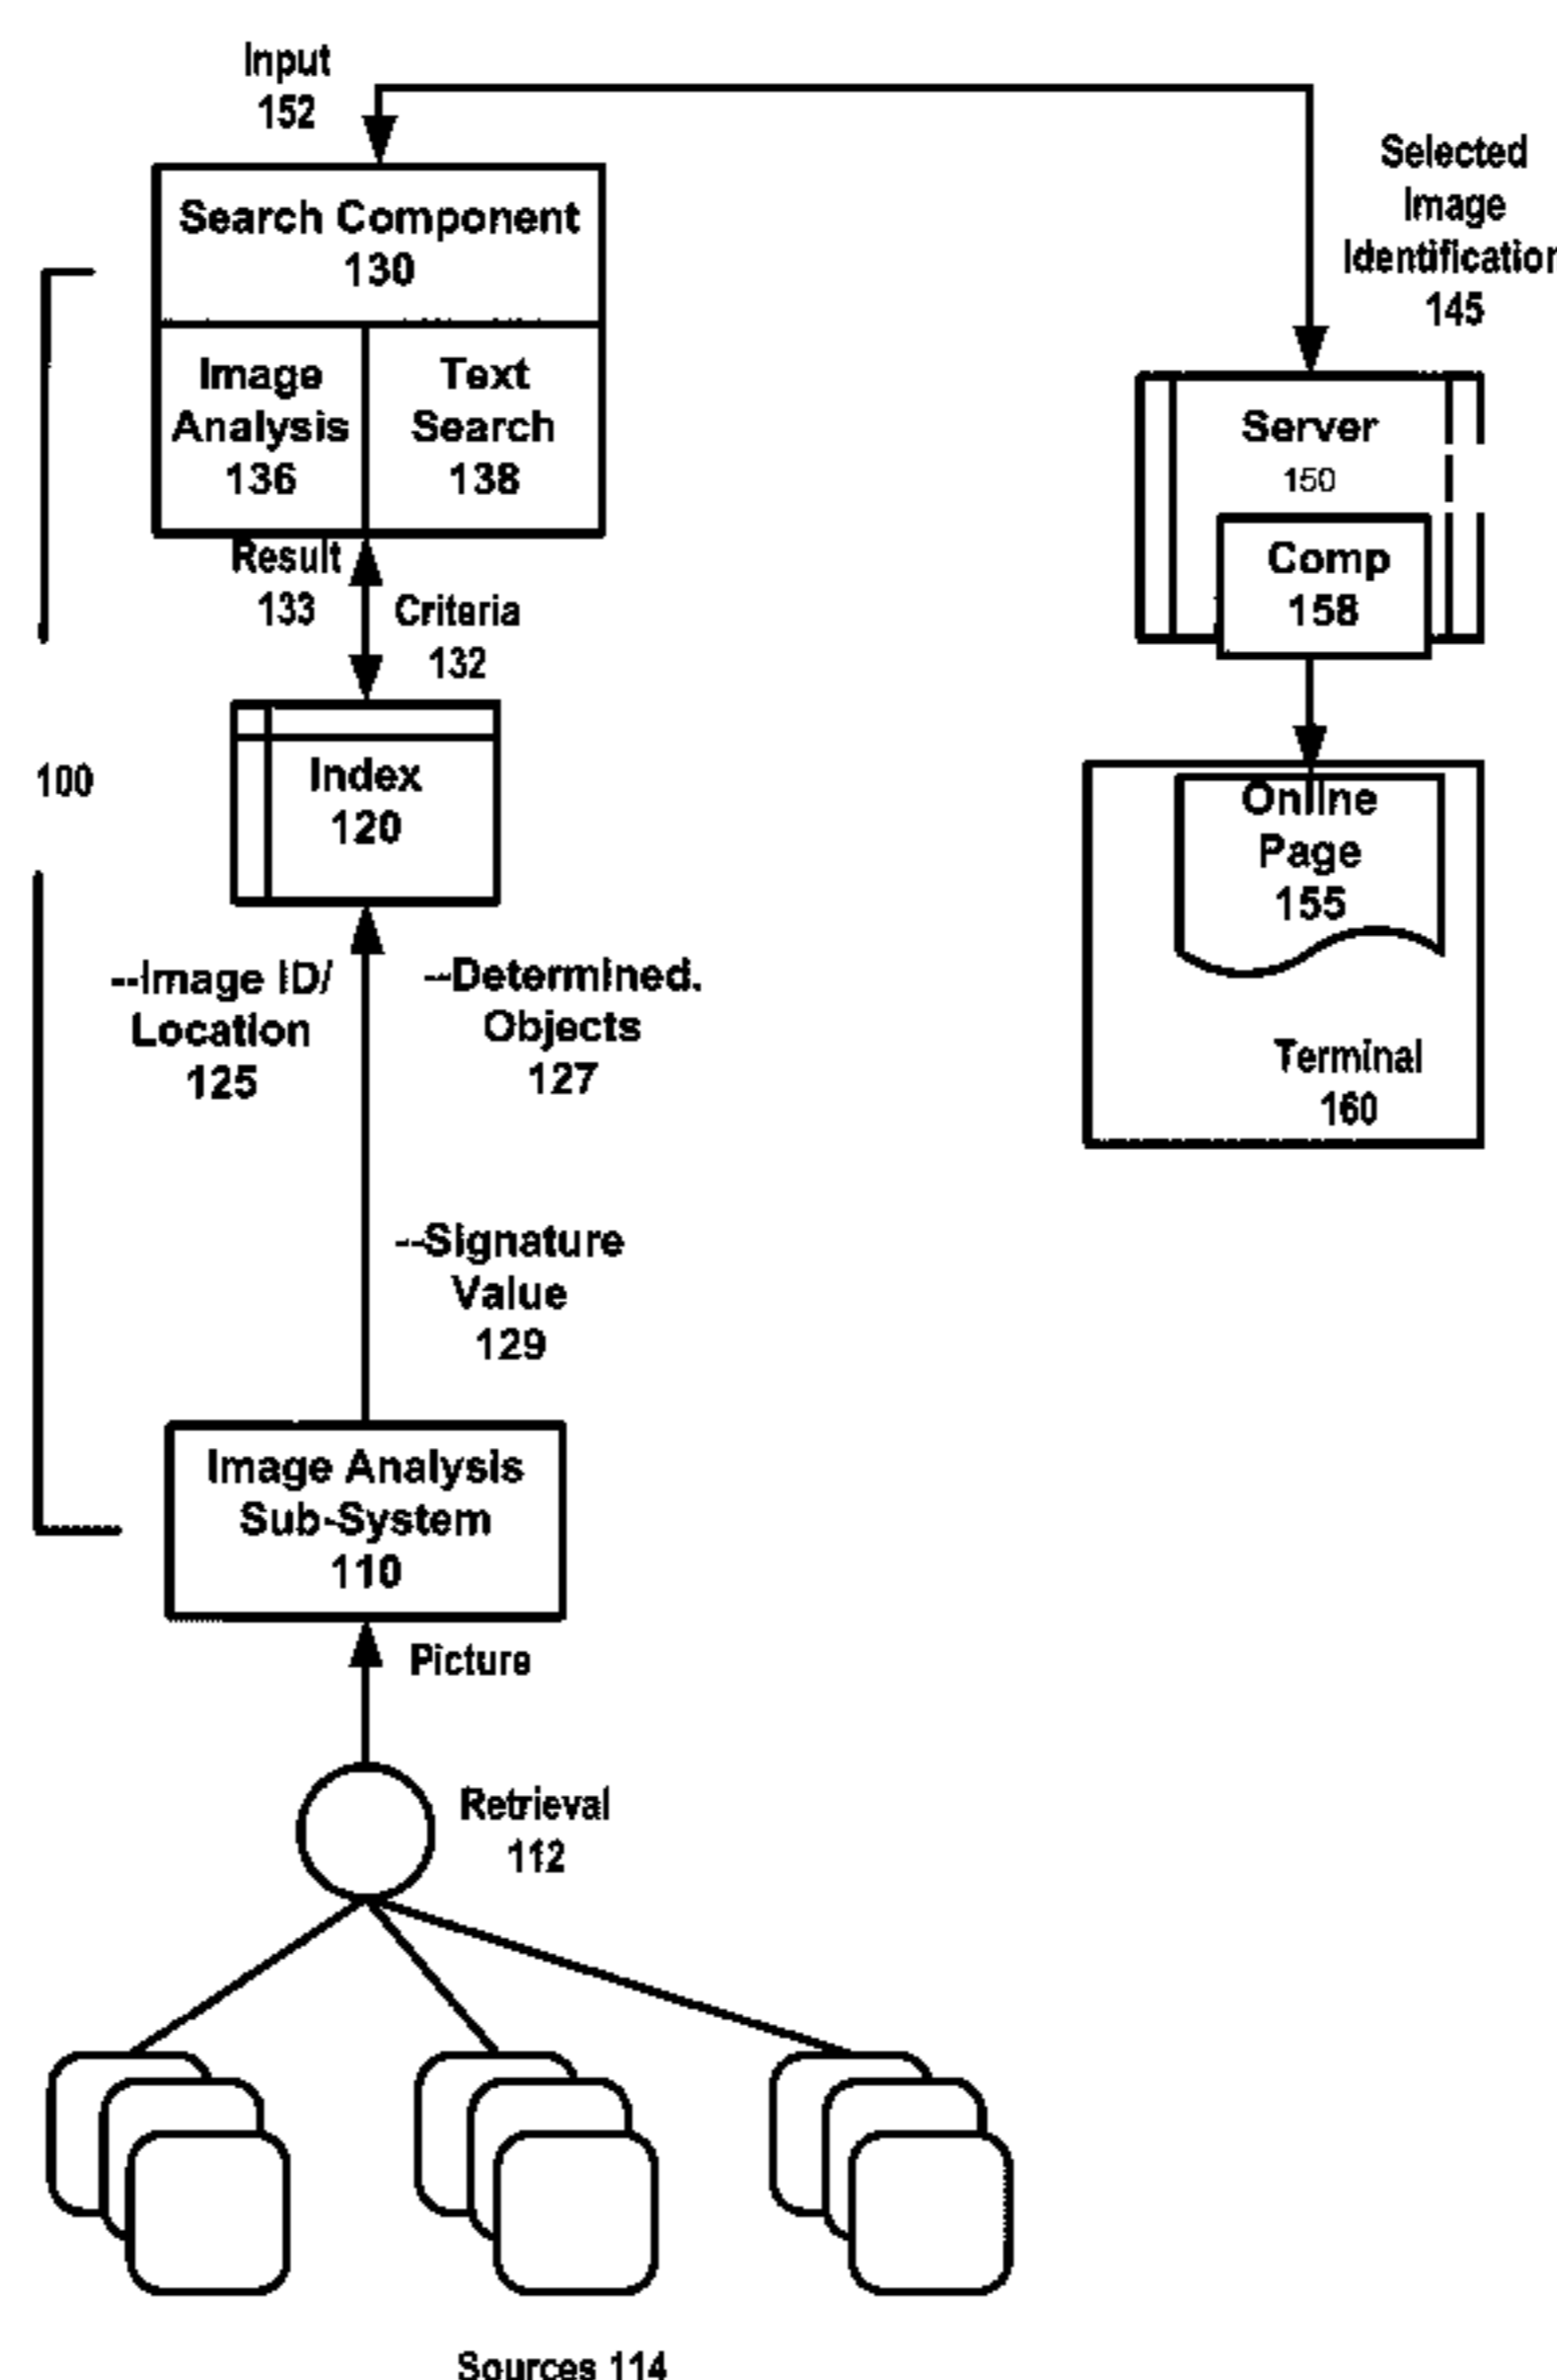 Input
152
Selected
Image
Identification
145
Search Component
130
Image
Analysis
136
Text
Search
138
Server
150
Comp
158
Result
133
Criteria
132
100
Index
120
Online
Page
155
Terminal
160
--Image ID/
Location
125
--Determined.
Objects
127
--Signature
Value
129
Image Analysis
Sub-System
110
Picture
Retrieval
112
Sources 114